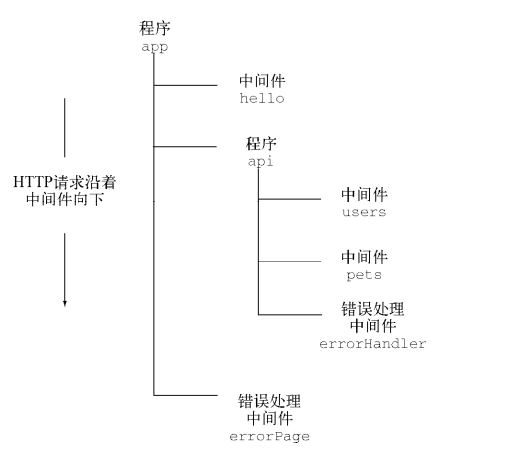 程序
app
中间件
hello
程序
api
HTTP请求沿着
中间件向下
中间件
users
中间件
pets
错误处理
中间件
errorHandler
错误处理
中间件
errorPage